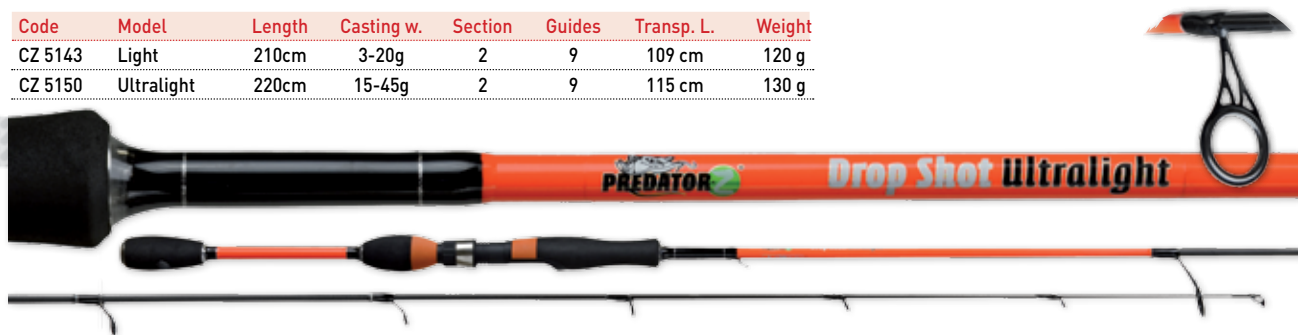 Code Model Length Casting w. Section Guides Transp. L. Weight
CZ 5143 Light 210cm 3-20g 2 9 109 cm 120 g
CZ 5150 Ultralight 220cm 15-45g 2 9 115 cm 130 g
PREDATOR Z Drop Shot Ultralight